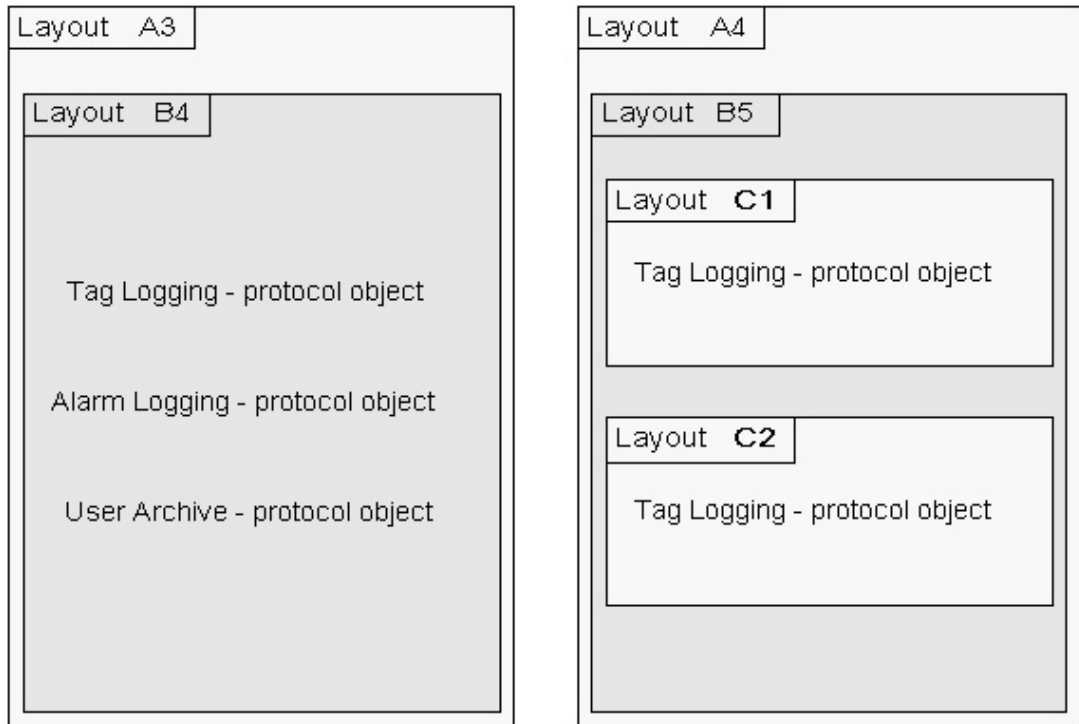 Layout A3
Layout B4
Tag Logging - protocol object
Alarm Logging - protocol object
User Archive - protocol object
Layout A4
Layout B5
Layout C1
Tag Logging - protocol object
Layout C2
Tag Logging - protocol object